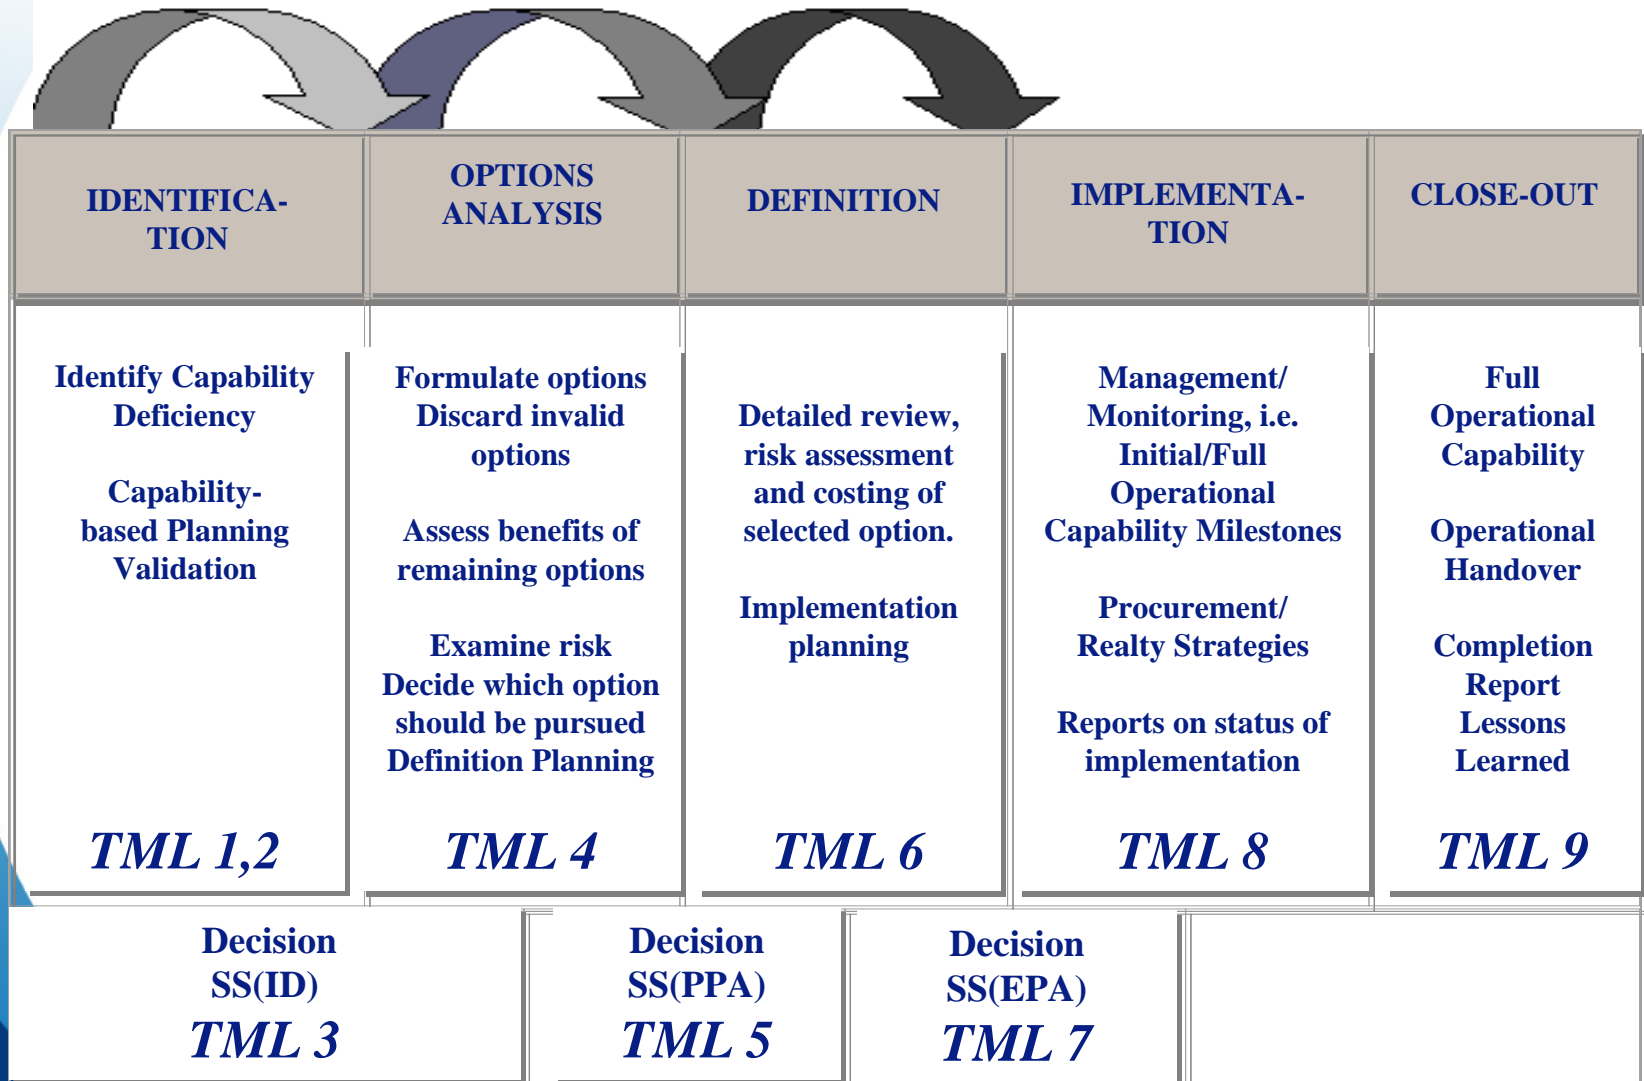 IDENTIFICA-
TION
OPTIONS
ANALYSIS
DEFINITION
IMPLEMENTA-
TION
CLOSE-OUT
Identify Capability
Deficiency
Capability-
based Planning
Validation
TML 1,2
Formulate options
Discard invalid
options
Assess benefits of
remaining options
Examine risk
Decide which option
should be pursued
Definition Planning
TML 4
Detailed review,
risk assessment
and costing of
selected option.
Implementation
planning
TML 6
Management/
Monitoring, i.e.
Initial/Full
Operational
Capability Milestones
Procurement/
Realty Strategies
Reports on status of
implementation
TML 8
Full
Operational
Capability
Operational
Handover
Completion
Report
Lessons
Learned
TML 9
Decision
SS(ID)
TML 3
Decision
SS(PPA)
TML 5
Decision
SS(EPA)
TML 7